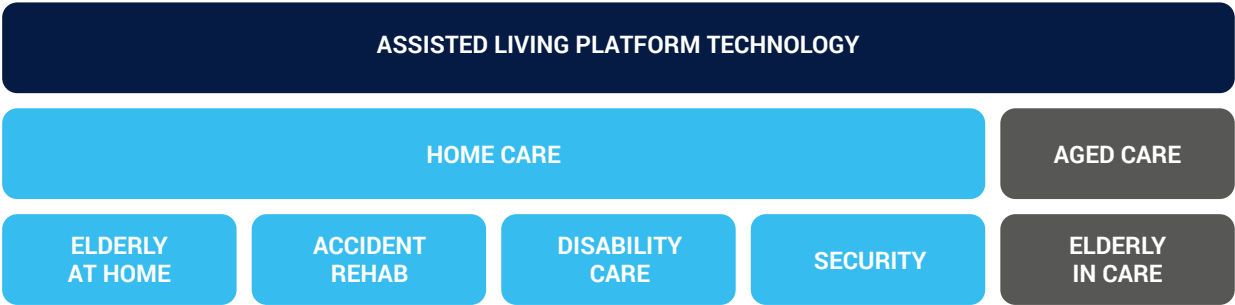 ASSISTED LIVING PLATFORM TECHNOLOGY
HOME CARE
AGED CARE
ELDERLY
AT HOME
ACCIDENT
REHAB
DISABILITY
CARE
SECURITY
ELDERLY
IN CARE